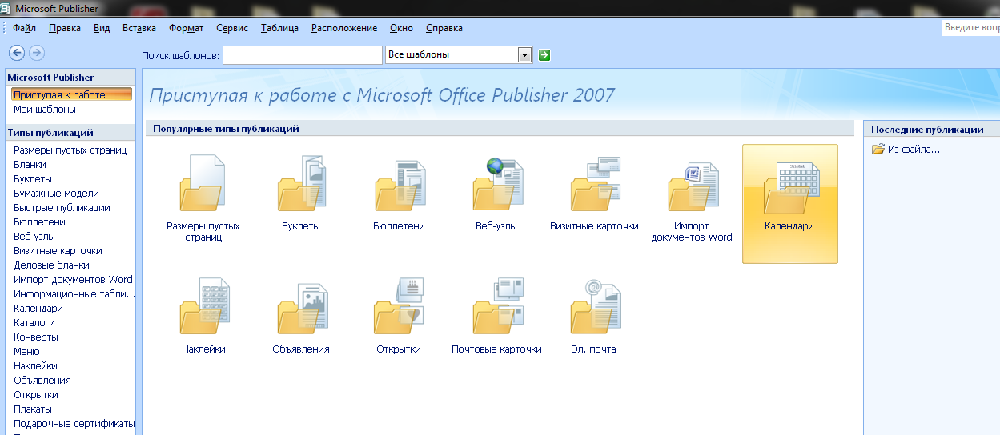 Microsoft Publisher
Файл Правка Вид Вставка Формат Сервис Таблица Расположение Окно Справка
Введите
Поиск шаблонов: Все шаблоны
Microsoft Publisher
Приступая к работе
Мои шаблоны
Типы публикаций
Размеры пустых страниц
Бланки
Буклеты
Бумажные модели
Быстрые публикации
Бюллетени
Веб-узлы
Визитные карточки
Деловые бланки
Импорт документов Word
Информационные табли...
Календари
Каталоги
Конверты
Меню
Наклейки
Объявления
Открытки
Плакаты
Подарочные сертификаты
Приступая к работе с Microsoft Office Publisher 2007
Популярные типы публикаций
Размеры пустых
страниц
Буклеты
Бюллетени
Веб-узлы
Визитные карточки
Импорт
документов Word
Календари
Наклейки
Объявления
Открытки
Почтовые карточки
Эл. почта
Последние публикации
Из файла...